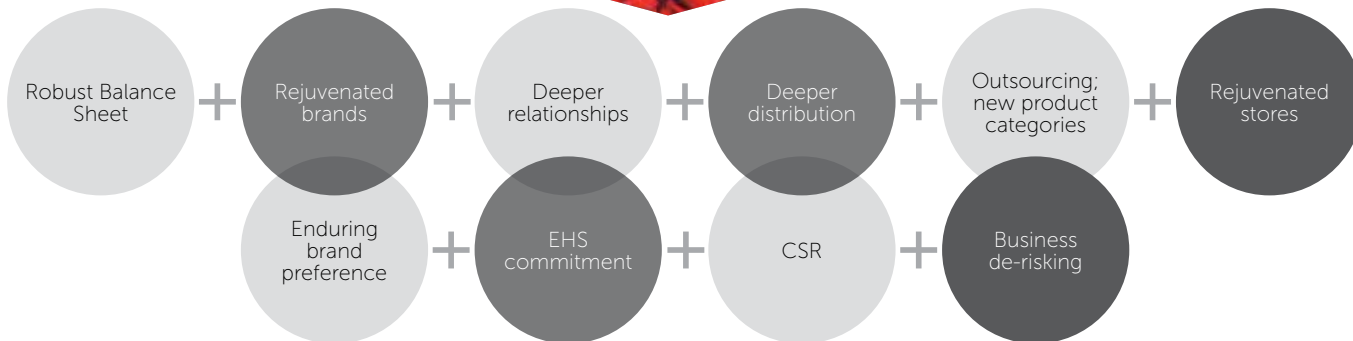 Robust Balance
Sheet
+
Rejuvenated
brands
+
Deeper
relationships
+
Deeper
distribution
+
Outsourcing;
new product
categories
+
Rejuvenated
stores
Enduring
brand
preference
+
EHS
commitment
+
CSR
+
Business
de-risking